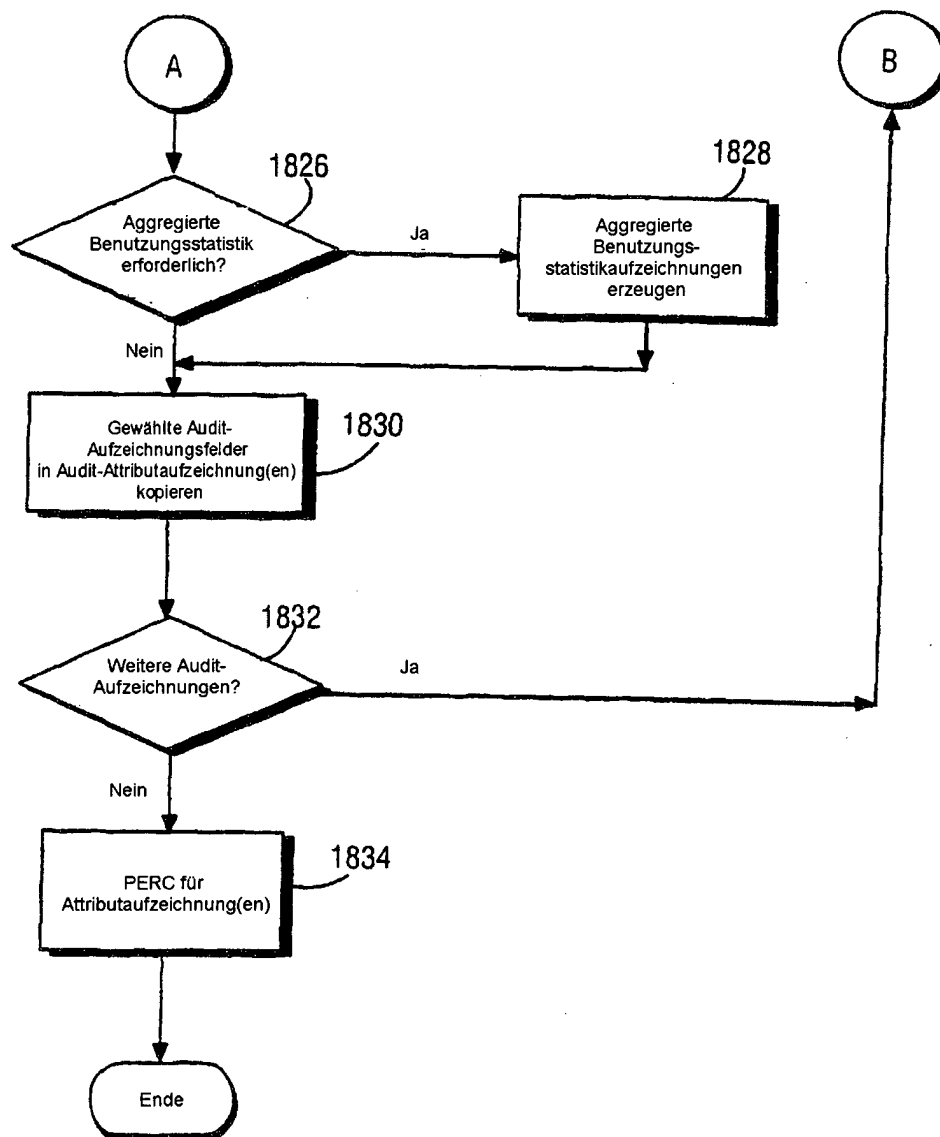 A
B
1826
1828
Aggregierte
Benutzungsstatistik
erforderlich?
Ja
Aggregierte
Benutzungs-
statistikaufzeichnungen
erzeugen
Nein
Gewählte Audit-
Aufzeichnungsfelder
in Audit-Attributaufzeichnung(en)
kopieren
1830
1832
Weitere Audit-
Aufzeichnungen?
Ja
Nein
PERC für
Attributaufzeichnung(en)
1834
Ende